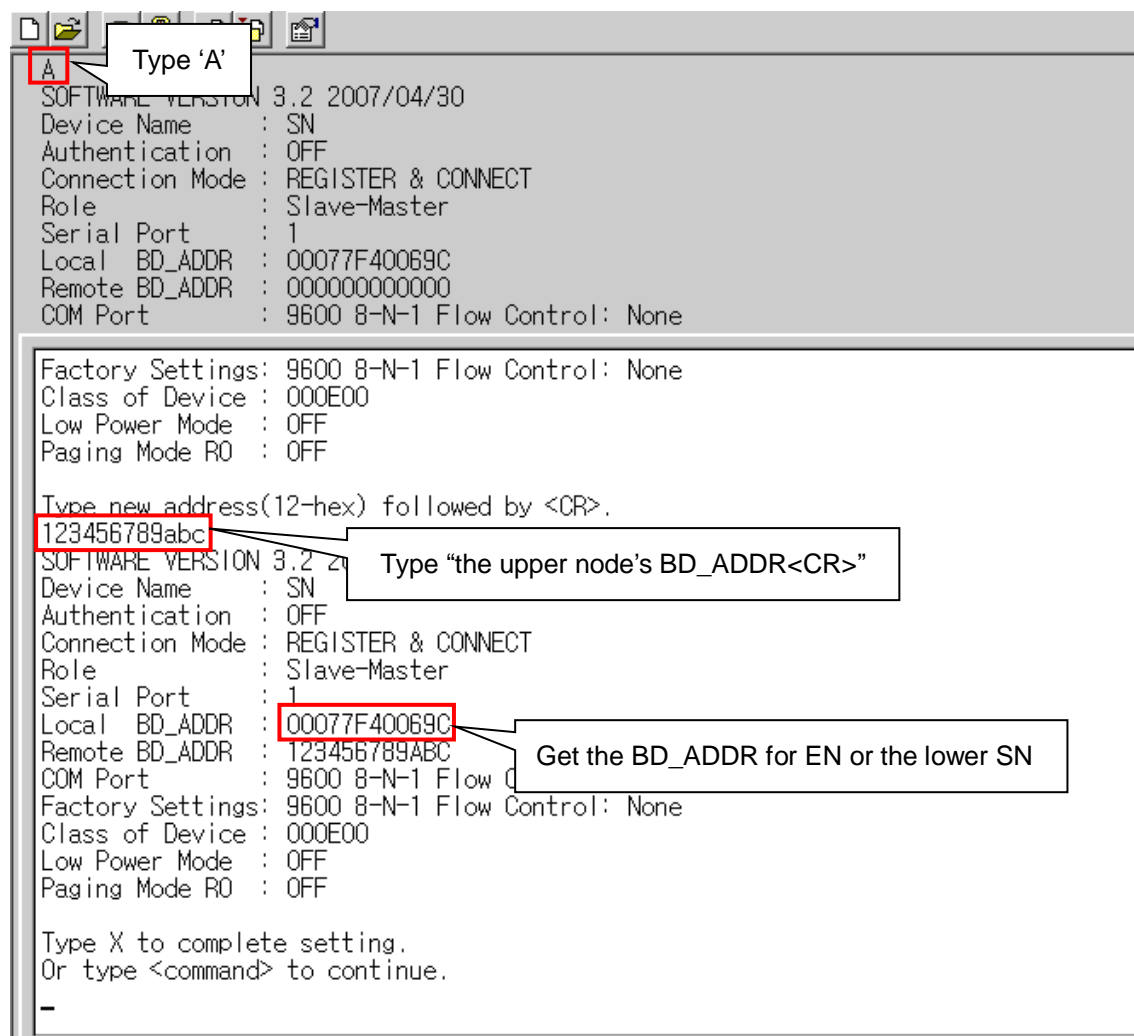 Type ‘A’
A
SOFTWARE VERSION 3.2 2007/04/30
Device Name : SN
Authentication : OFF
Connection Mode : REGISTER & CONNECT
Role : Slave-Master
Serial Port : 1
Local BD_ADDR : 00077F40069C
Remote BD_ADDR : 000000000000
COM Port : 9600 8-N-1 Flow Control: None
Factory Settings: 9600 8-N-1 Flow Control: None
Class of Device : 000E00
Low Power Mode : OFF
Paging Mode RO : OFF
Type new address(12-hex) followed by <CR>.
123456789abc
SOFTWARE VERSION 3.2
Type “the upper node’s BD_ADDR<CR>”
Device Name : SN
Authentication : OFF
Connection Mode : REGISTER & CONNECT
Role : Slave-Master
Serial Port : 1
Local BD_ADDR : 00077F40069C
Remote BD_ADDR : 123456789ABC
Get the BD_ADDR for EN or the lower SN
COM Port : 9600 8-N-1 Flow
Factory Settings: 9600 8-N-1 Flow Control: None
Class of Device : 000E00
Low Power Mode : OFF
Paging Mode RO : OFF
Type X to complete setting.
Or type <command> to continue.